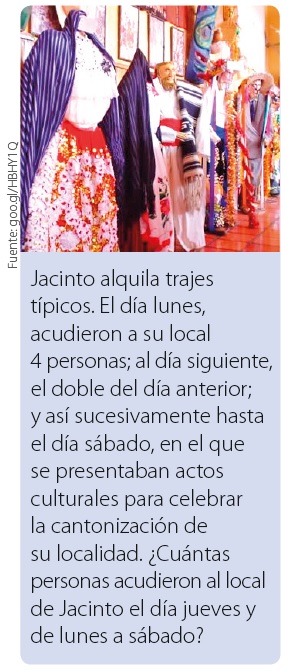 Fuente: goo.gl/HBHY1Q
Jacinto alquila trajes
típicos. El día lunes,
acudieron a su local
4 personas; al día siguiente,
el doble del día anterior;
y así sucesivamente hasta
el día sábado, en el que
se presentaban actos
culturales para celebrar
la cantonización de
su localidad. ¿Cuántas
personas acudieron al local
de Jacinto el día jueves y
de lunes a sábado?